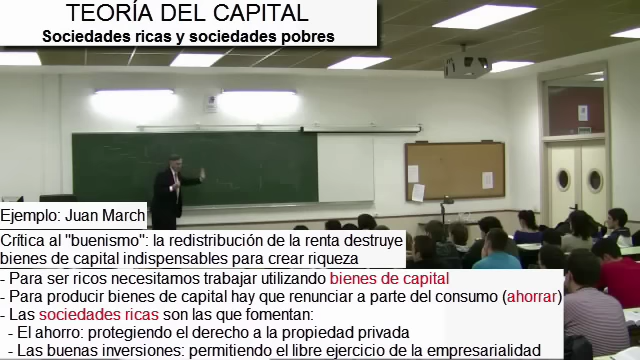 TEORÍA DEL CAPITAL
Sociedades ricas y sociedades pobres
Ejemplo: Juan March
Crítica al "buenismo": la redistribución de la renta destruye
bienes de capital indispensables para crear riqueza
- Para ser ricos necesitamos trabajar utilizando bienes de capital
- Para producir bienes de capital hay que renunciar a parte del consumo (ahorrar)
- Las sociedades ricas son las que fomentan:
- El ahorro: protegiendo el derecho a la propiedad privada
- Las buenas inversiones: permitiendo el libre ejercicio de la empresarialidad